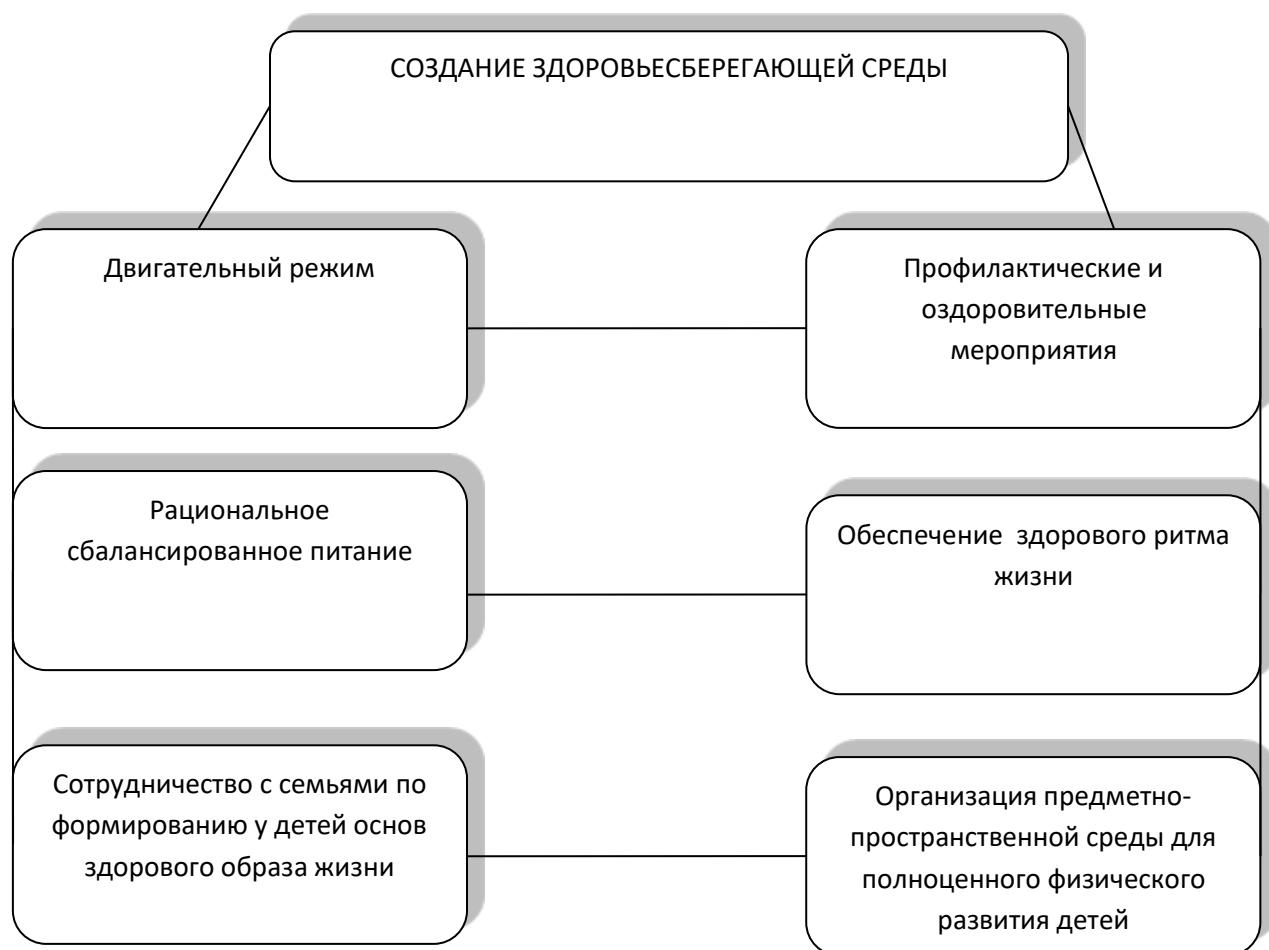 СОЗДАНИЕ ЗДОРОВЬЕСБЕРЕГАЮЩЕЙ СРЕДЫ
Двигательный режим
Профилактические и
оздоровительные
мероприятия
Рациональное
сбалансированное питание
Обеспечение  здорового ритма
жизни
Сотрудничество с семьями по
формированию у детей основ
здорового образа жизни
Организация предметно-
пространственной среды для
полноценного физического
развития детей